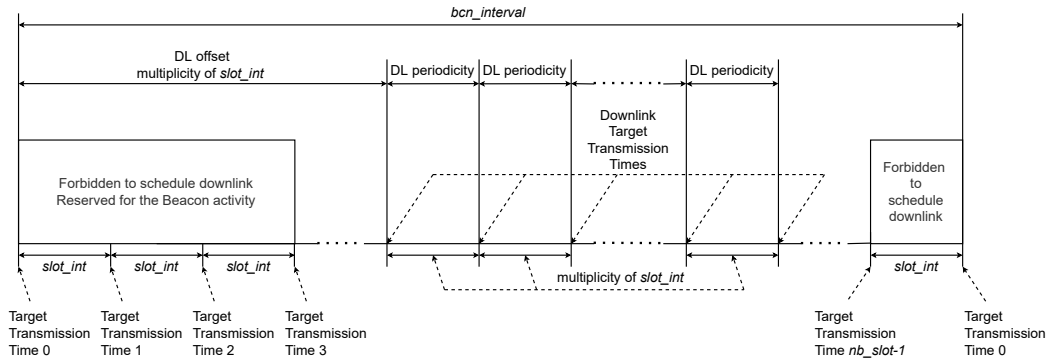 bcn_interval
DL offset
multiplicity of slot_int
DL periodicity
DL periodicity
DL periodicity
Downlink
Target
Transmission
Times
Forbidden to schedule downlink
Reserved for the Beacon activity
Forbidden
to
schedule
downlink
slot_int
slot_int
slot_int
multiplicity of slot_int
slot_int
Target
Transmission
Time 0
Target
Transmission
Time 1
Target
Transmission
Time 2
Target
Transmission
Time 3
Target
Transmission
Time nb_slot-1
Target
Transmission
Time 0